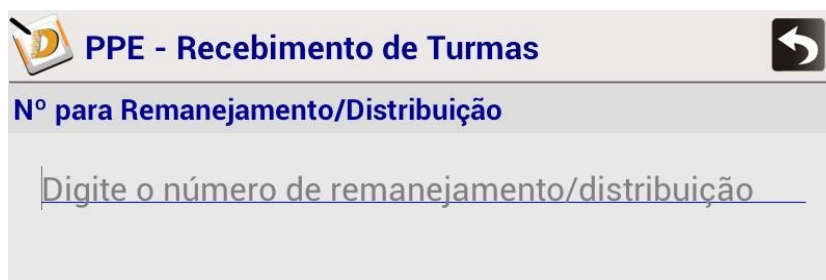 PPE - Recebimento de Turmas
Nº para Remanejamento/Distribuição
Digite o número de remanejamento/distribuição